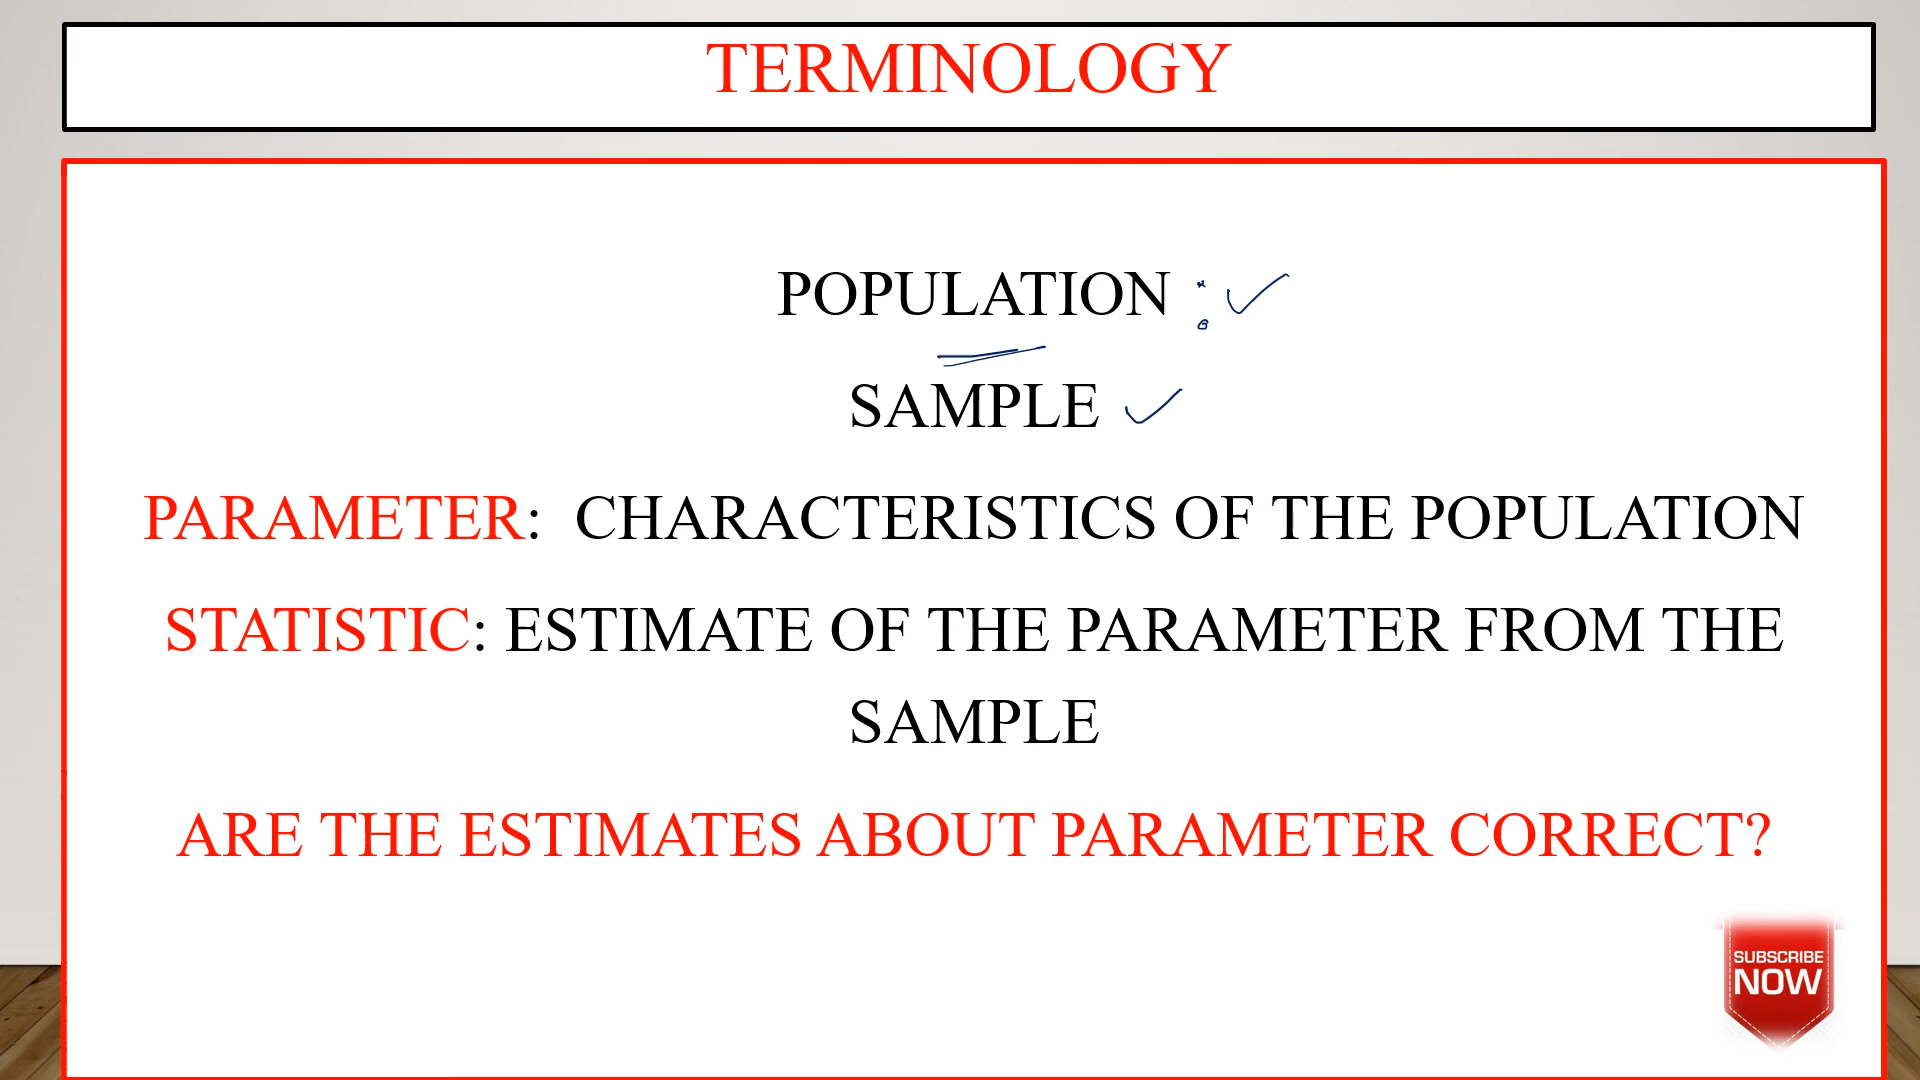 TERMINOLOGY
POPULATION :
SAMPLE
PARAMETER: CHARACTERISTICS OF THE POPULATION
STATISTIC: ESTIMATE OF THE PARAMETER FROM THE
SAMPLE
ARE THE ESTIMATES ABOUT PARAMETER CORRECT?
SUBSCRIBE
NOW